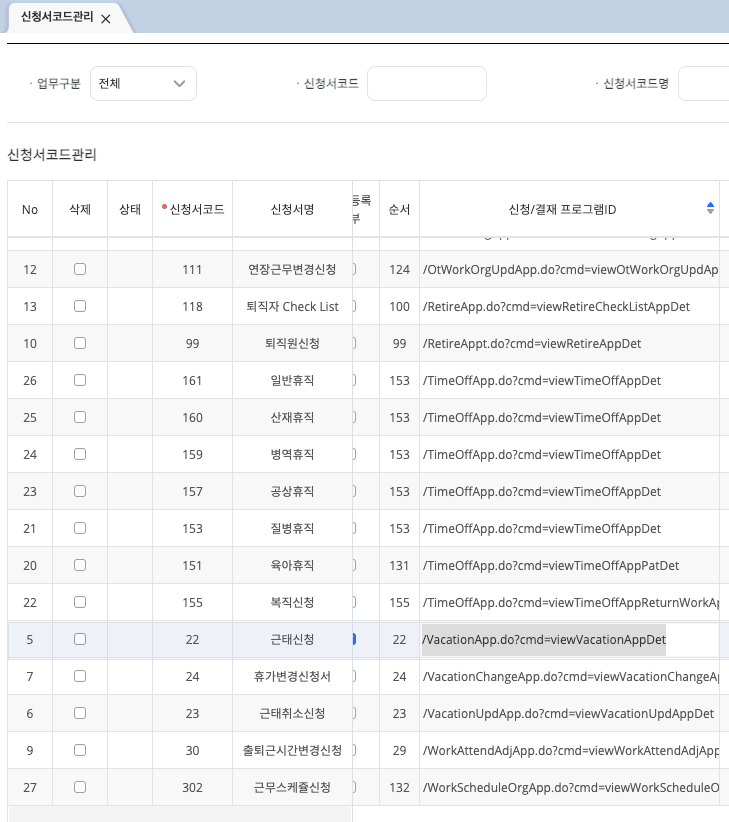 신청서코드관리 ×
· 업무구분 전체 · 신청서코드 · 신청서코드명
신청서코드관리
No 삭제 상태 신청서코드 신청서명 등록 순서 신청/결재 프로그램ID
부
12 111 연장근무변경신청 124 /OtWorkOrgUpdApp.do?cmd=viewOtWorkOrgUpdAp
13 118 퇴직자 Check List 100 /RetireApp.do?cmd=viewRetireCheckListAppDet
10 99 퇴직원신청 99 /RetireAppt.do?cmd=viewRetireAppDet
26 161 일반휴직 153 /TimeOffApp.do?cmd=viewTimeOffAppDet
25 160 산재휴직 153 /TimeOffApp.do?cmd=viewTimeOffAppDet
24 159 병역휴직 153 /TimeOffApp.do?cmd=viewTimeOffAppDet
23 157 공상휴직 153 /TimeOffApp.do?cmd=viewTimeOffAppDet
21 153 질병휴직 153 /TimeOffApp.do?cmd=viewTimeOffAppDet
20 151 육아휴직 131 /TimeOffApp.do?cmd=viewTimeOffAppPatDet
22 155 복직신청 155 /TimeOffApp.do?cmd=viewTimeOffAppReturnWorkAp
5 22 근태신청 22 /VacationApp.do?cmd=viewVacationAppDet
7 24 휴가변경신청서 24 /VacationChangeApp.do?cmd=viewVacationChangeAp
6 23 근태취소신청 23 /VacationUpdApp.do?cmd=viewVacationUpdAppDet
9 30 출퇴근시간변경신청 29 /WorkAttendAdjApp.do?cmd=viewWorkAttendAdjApp
27 302 근무스케쥴신청 132 /WorkScheduleOrgApp.do?cmd=viewWorkScheduleO